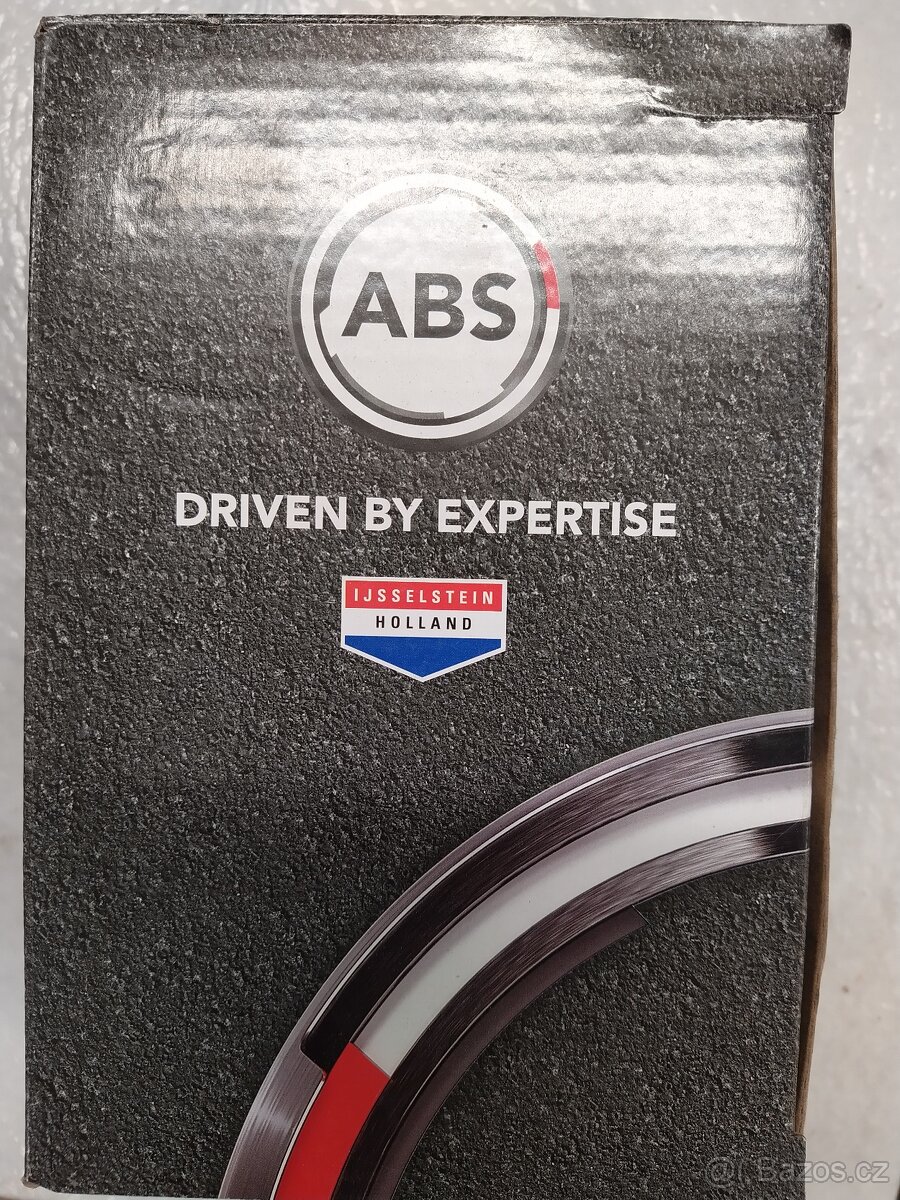 ABS
DRIVEN BY EXPERTISE
IJSSELSTEIN
HOLLAND
Bazos.cz